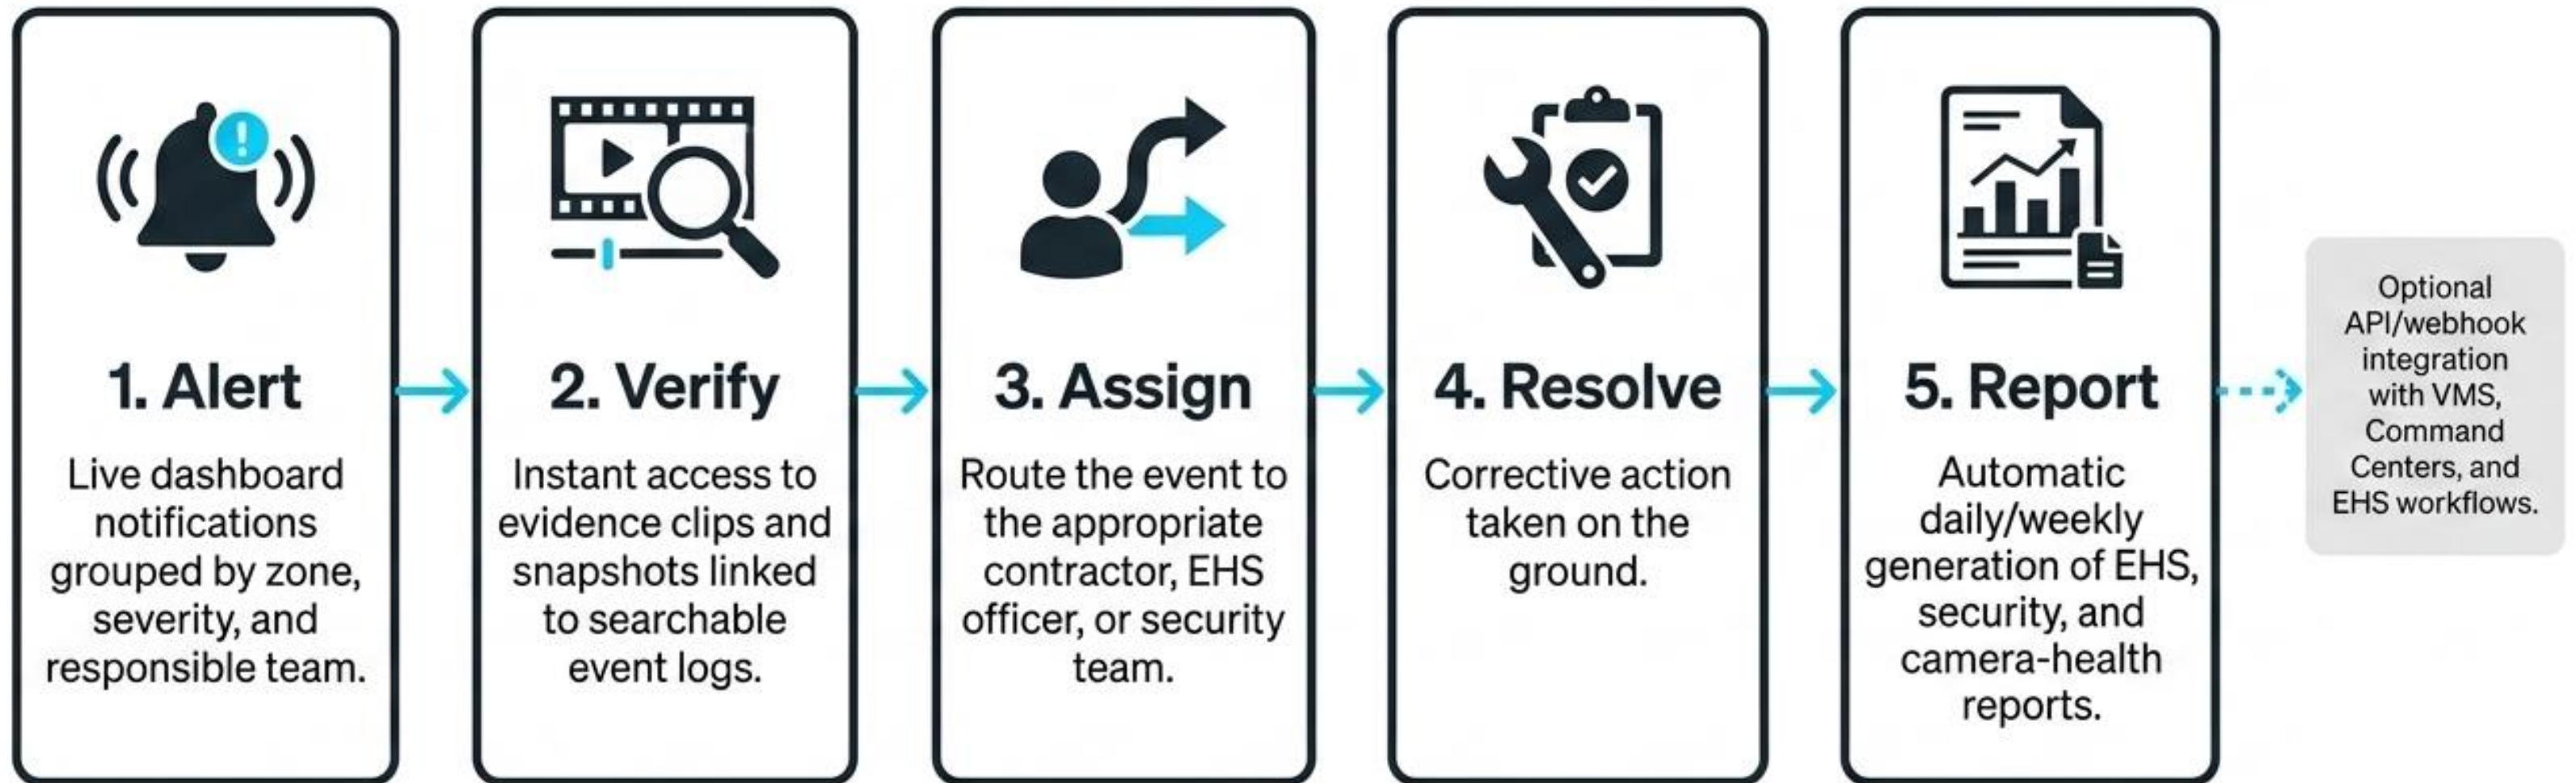 1. Alert
Live dashboard
notifications
grouped by zone,
severity, and
responsible team.
2. Verify
Instant access to
evidence clips and
snapshots linked
to searchable
event logs.
3. Assign
Route the event to
the appropriate
contractor, EHS
officer, or security
team.
4. Resolve
Corrective action
taken on the
ground.
5. Report
Automatic
daily/weekly
generation of EHS,
security, and
camera-health
reports.
Optional
API/webhook
integration
with VMS,
Command
Centers, and
EHS workflows.